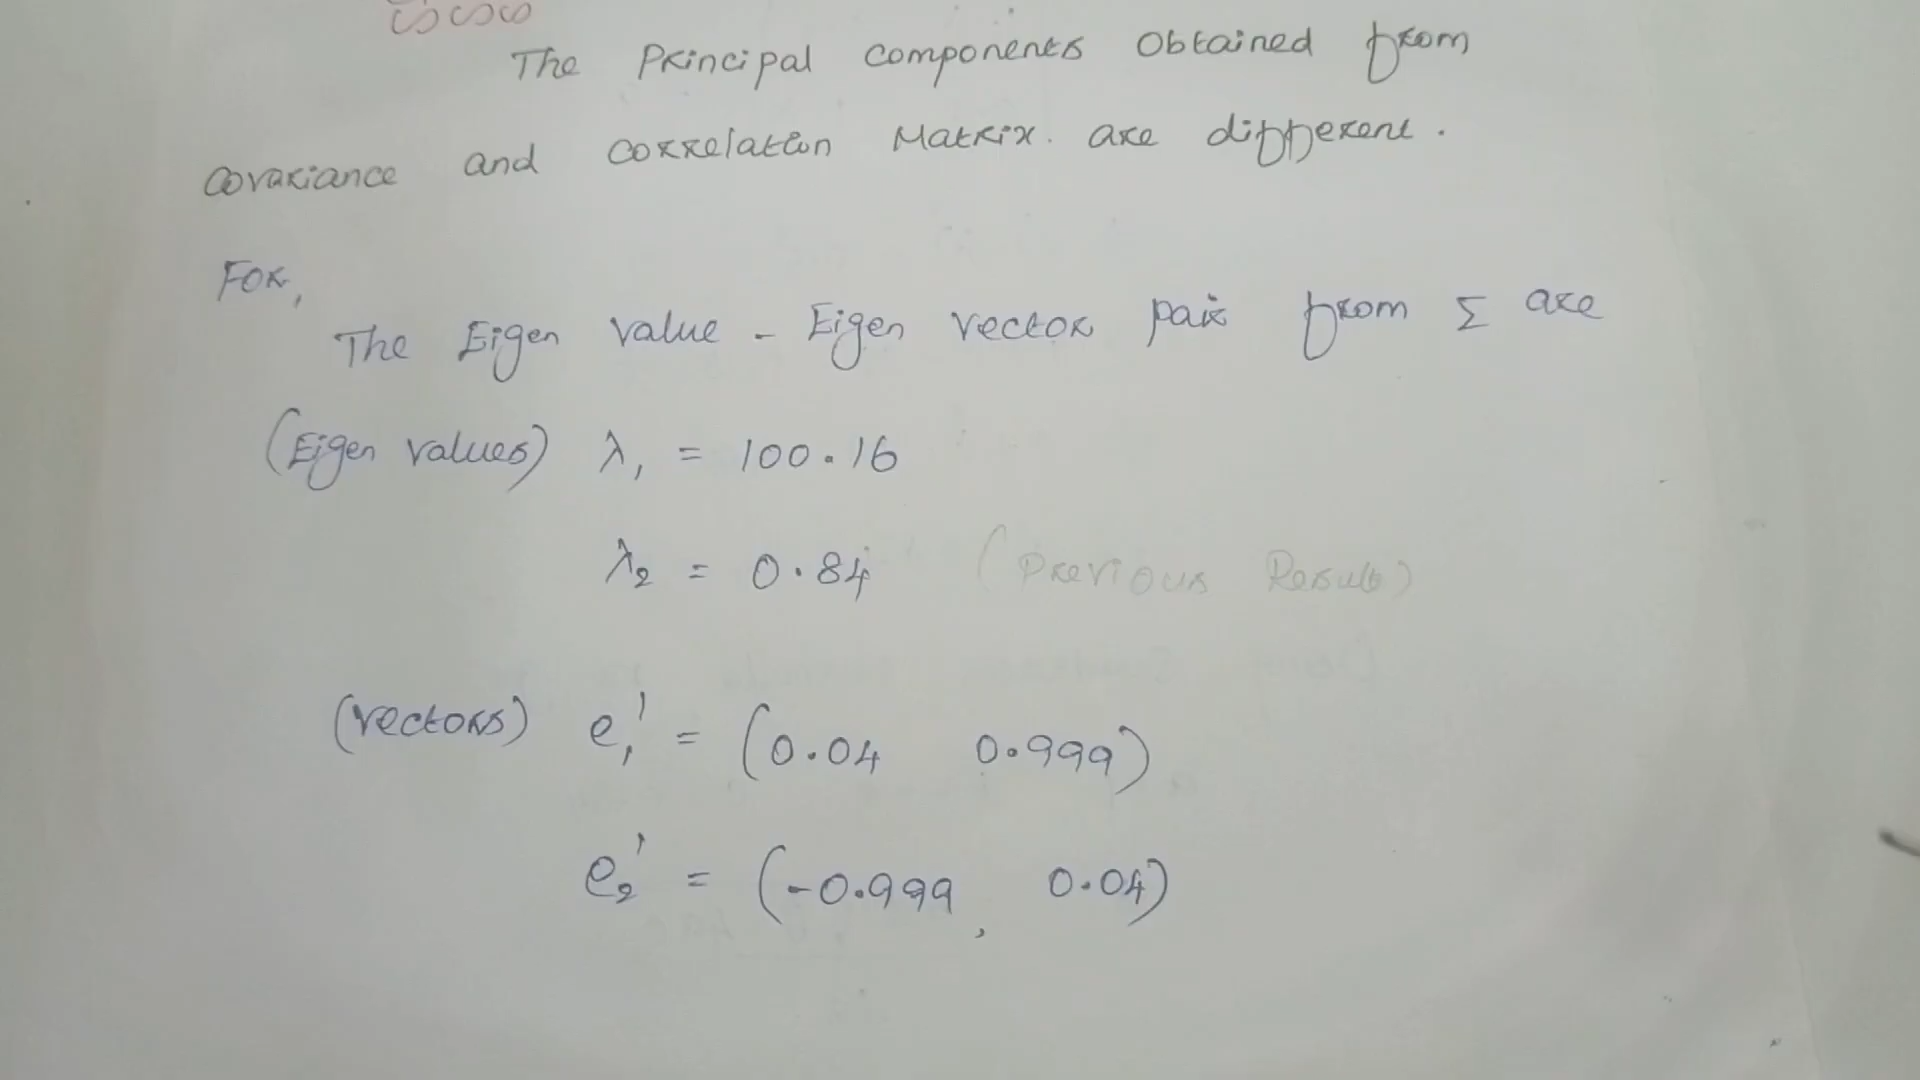 The Principal components Obtained from
covariance and correlation Matrix. are different.
For,
The Eigen value - Eigen vector pair from Σ are
(Eigen values) λ₁ = 100.16
λ₂ = 0.84 (Previous Result)
(vectors) e₁' = (0.04 0.999)
e₂' = (-0.999, 0.04)